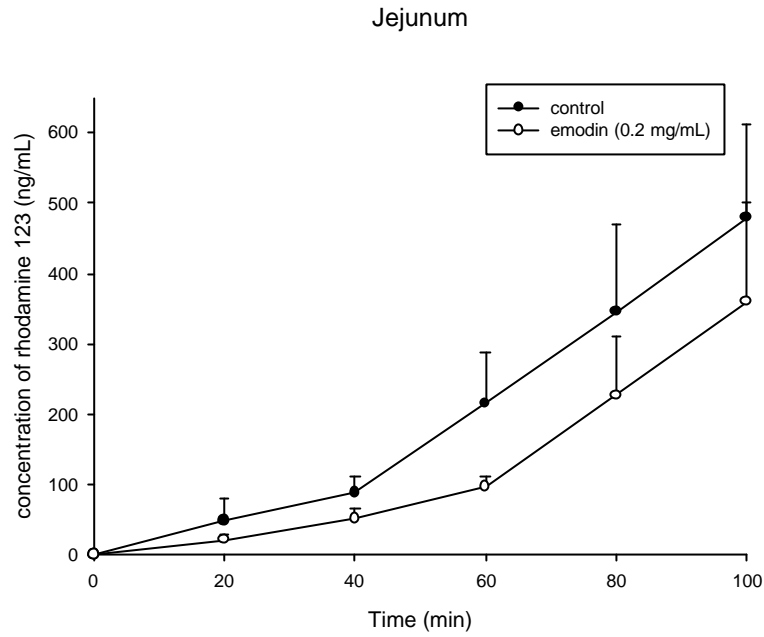 Jejunum
control
emodin (0.2 mg/mL)
concentration of rhodamine 123 (ng/mL)
600
500
400
300
200
100
0
0 20 40 60 80 100
Time (min)